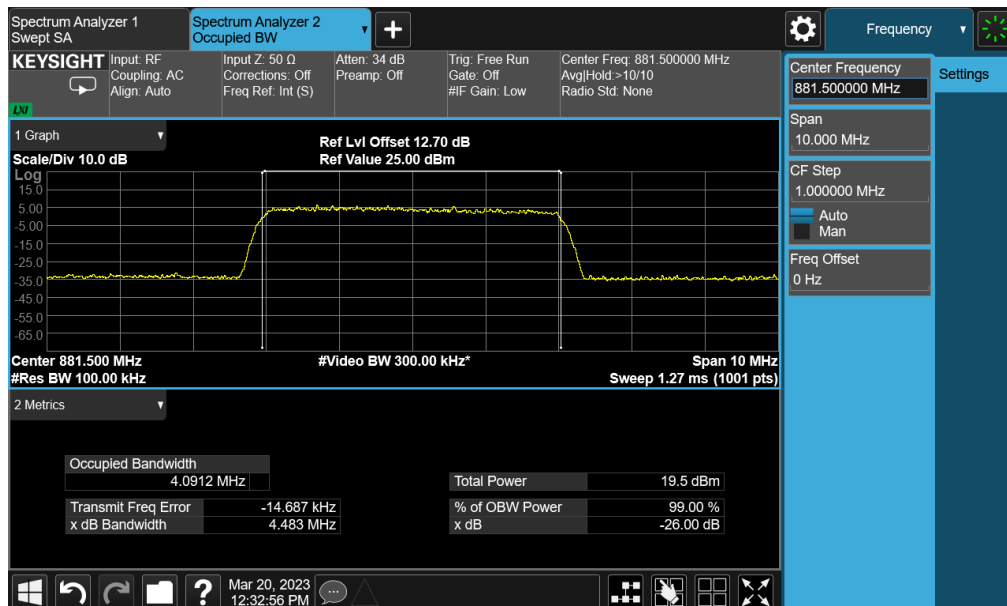 Spectrum Analyzer 1
Swept SA
Spectrum Analyzer 2
Occupied BW
Frequency
KEYSIGHT
LXI
Input: RF
Coupling: AC
Align: Auto
Input Z: 50 Ω
Corrections: Off
Freq Ref: Int (S)
Atten: 34 dB
Preamp: Off
Trig: Free Run
Gate: Off
#IF Gain: Low
Center Freq: 881.500000 MHz
Avg|Hold:>10/10
Radio Std: None
1 Graph
Scale/Div 10.0 dB
Ref Lvl Offset 12.70 dB
Ref Value 25.00 dBm
Log
15.0
5.00
-5.00
-15.0
-25.0
-35.0
-45.0
-55.0
-65.0
Center 881.500 MHz
#Video BW 300.00 kHz*
Span 10 MHz
#Res BW 100.00 kHz
Sweep 1.27 ms (1001 pts)
2 Metrics
Occupied Bandwidth
4.0912 MHz
Total Power 19.5 dBm
Transmit Freq Error -14.687 kHz
% of OBW Power 99.00 %
x dB Bandwidth 4.483 MHz
x dB -26.00 dB
Center Frequency
881.500000 MHz
Settings
Span
10.000 MHz
CF Step
1.000000 MHz
Auto
Man
Freq Offset
0 Hz
?
Mar 20, 2023
12:32:56 PM